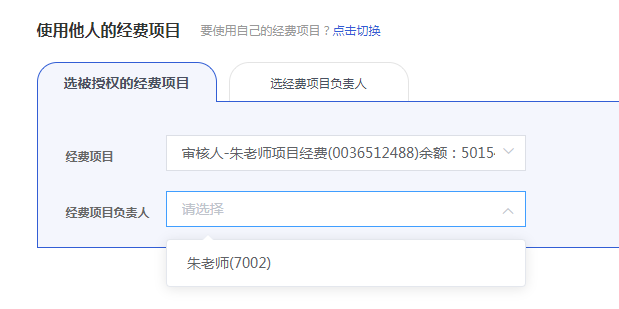 使用他人的经费项目 要使用自己的经费项目？点击切换
选被授权的经费项目 选经费项目负责人
经费项目 审核人-朱老师项目经费(0036512488)余额：5015
经费项目负责人 请选择
朱老师(7002)